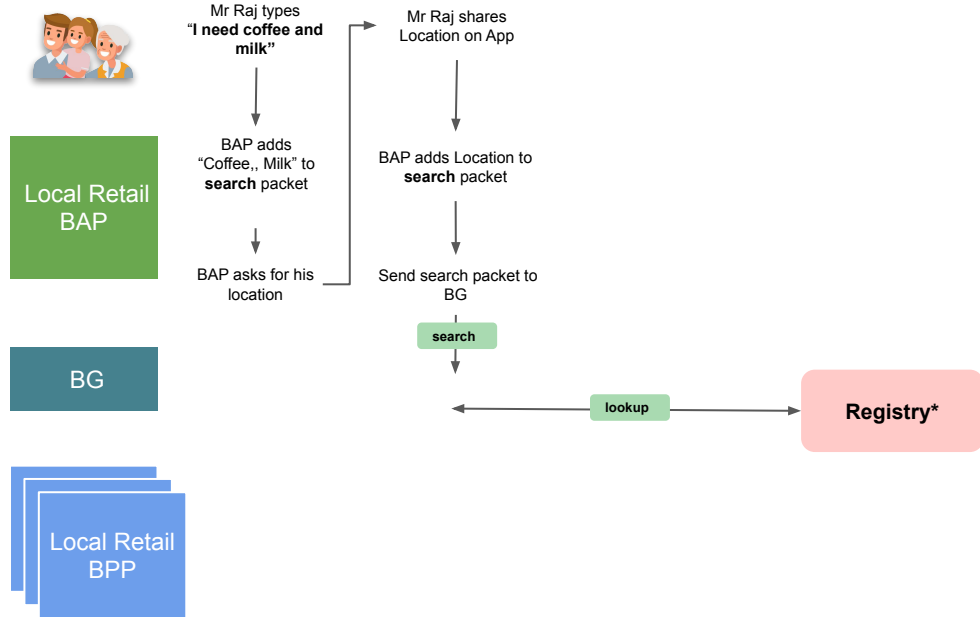 Mr Raj types
“I need coffee and
milk”
Mr Raj shares
Location on App
Local Retail
BAP
BAP adds
“Coffee,, Milk” to
search packet
BAP adds Location to
search packet
BAP asks for his
location
Send search packet to
BG
search
BG
lookup
Registry*
Local Retail
BPP